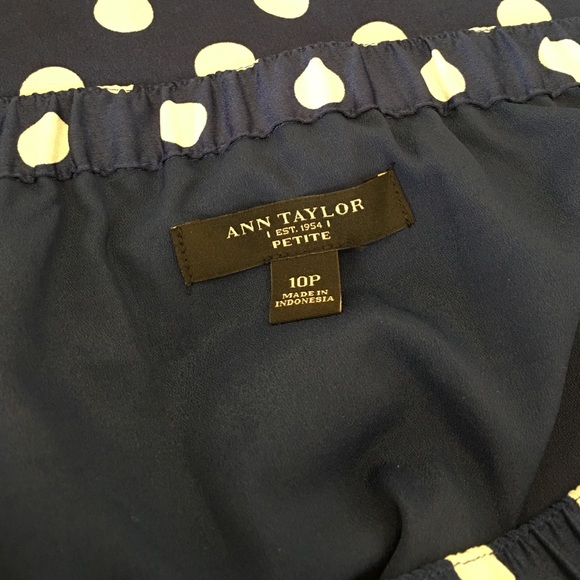 ANN TAYLOR
EST. 1954
PETITE
10P
MADE IN
INDONESIA